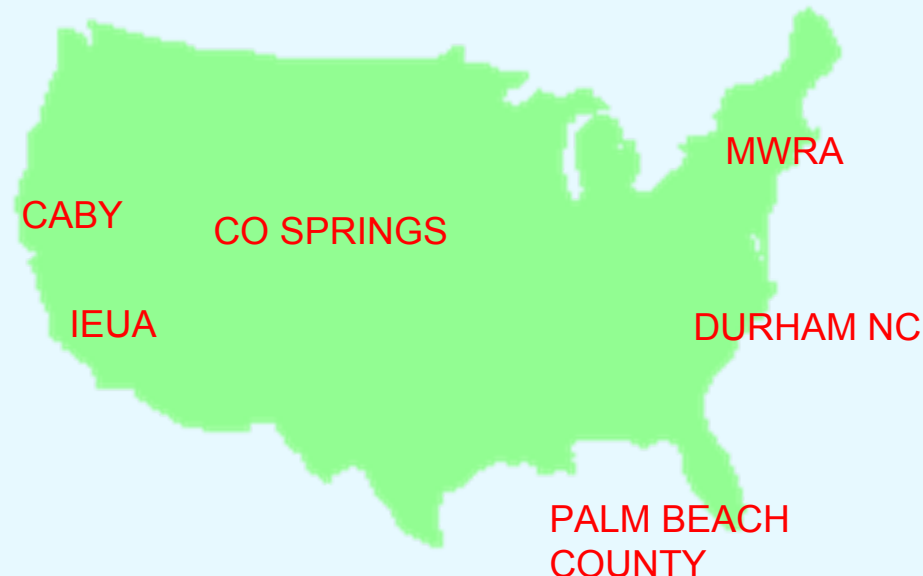 MWRA
CABY
CO SPRINGS
IEUA
DURHAM NC
PALM BEACH
COUNTY